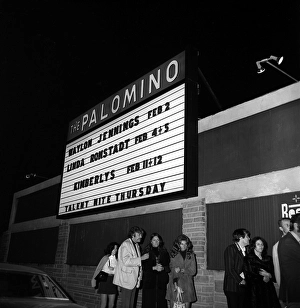 THE PALOMINO
WAYLON JENNINGS FEB 2
LINDA RONSTADT FEB 4+5
KIMBERLYS FEB 11+12
TALENT NITE THURSDAY